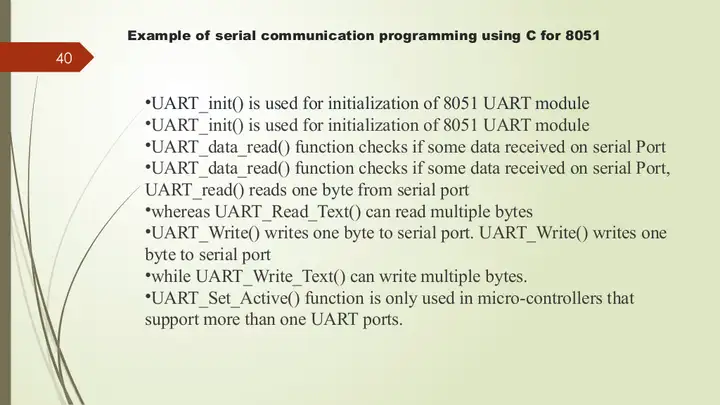 Example of serial communication programming using C for 8051
40
•UART_init() is used for initialization of 8051 UART module
•UART_init() is used for initialization of 8051 UART module
•UART_data_read() function checks if some data received on serial Port
•UART_data_read() function checks if some data received on serial Port,
UART_read() reads one byte from serial port
•whereas UART_Read_Text() can read multiple bytes
•UART_Write() writes one byte to serial port. UART_Write() writes one
byte to serial port
•while UART_Write_Text() can write multiple bytes.
•UART_Set_Active() function is only used in micro-controllers that
support more than one UART ports.